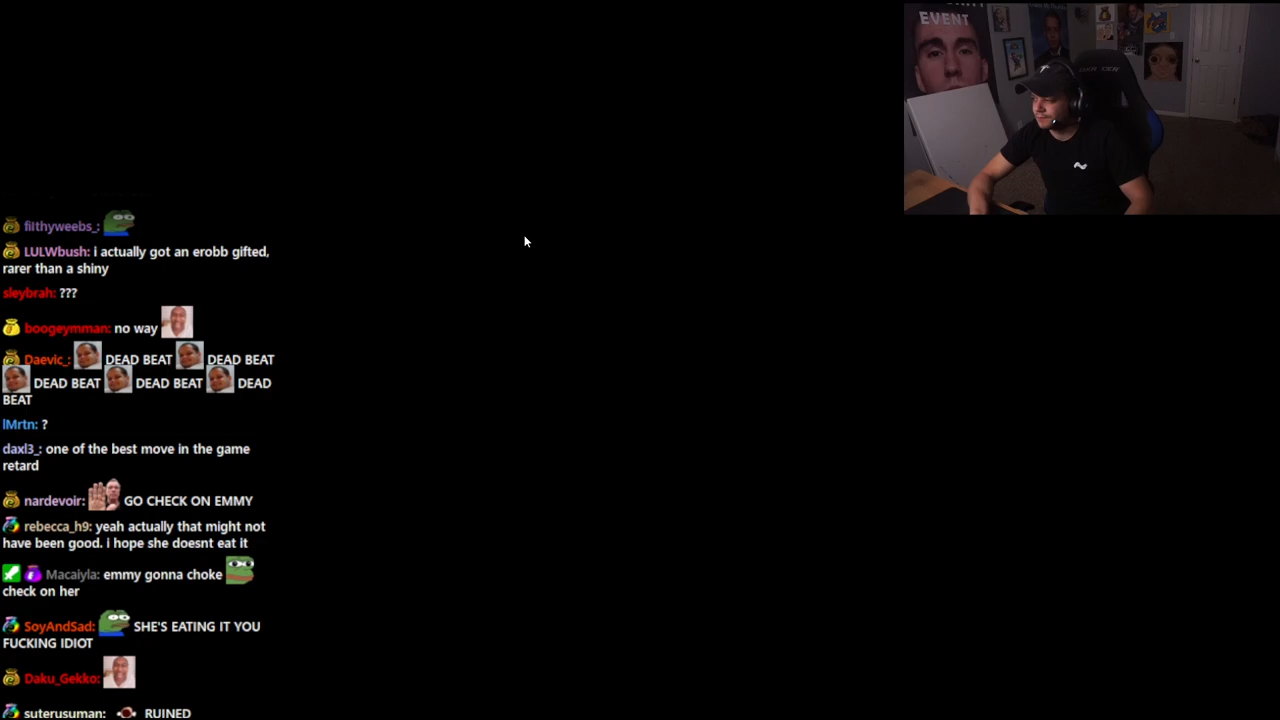 EVENT
filthyweebs_:
LULWbush: i actually got an erobb gifted,
rarer than a shiny
sleybrah: ???
boogeymman: no way
Daevic_: DEAD BEAT DEAD BEAT
DEAD BEAT DEAD BEAT DEAD
BEAT
lMrtn: ?
daxl3_: one of the best move in the game
retard
nardevoir: GO CHECK ON EMMY
rebecca_h9: yeah actually that might not
have been good. i hope she doesnt eat it
Macaiyla: emmy gonna choke
check on her
SoyAndSad: SHE'S EATING IT YOU
FUCKING IDIOT
Daku_Gekko:
suterusuman: RUINED